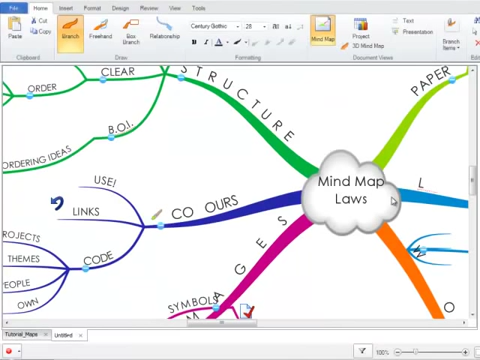 File Home Format Design Review View Tools
Paste
Cut
Copy
Clipboard
Branch
Freehand
Box Branch
Relationship
Draw
Century Gothic 28
B I U
Formatting
Mind Map
Project
3D Mind Map
Text
Presentation
Document Views
Branch Items
CLEAR
ORDER
B.O.I.
ORDERING IDEAS
STRUCTURE
PAPER
Mind Map
Laws
USE!
LINKS
CO OURS
L
PROJECTS
CODE
THEMES
PEOPLE
OWN
SYMBOLS
M A G E S
O
Tutorial_Maps
Untitled
100%